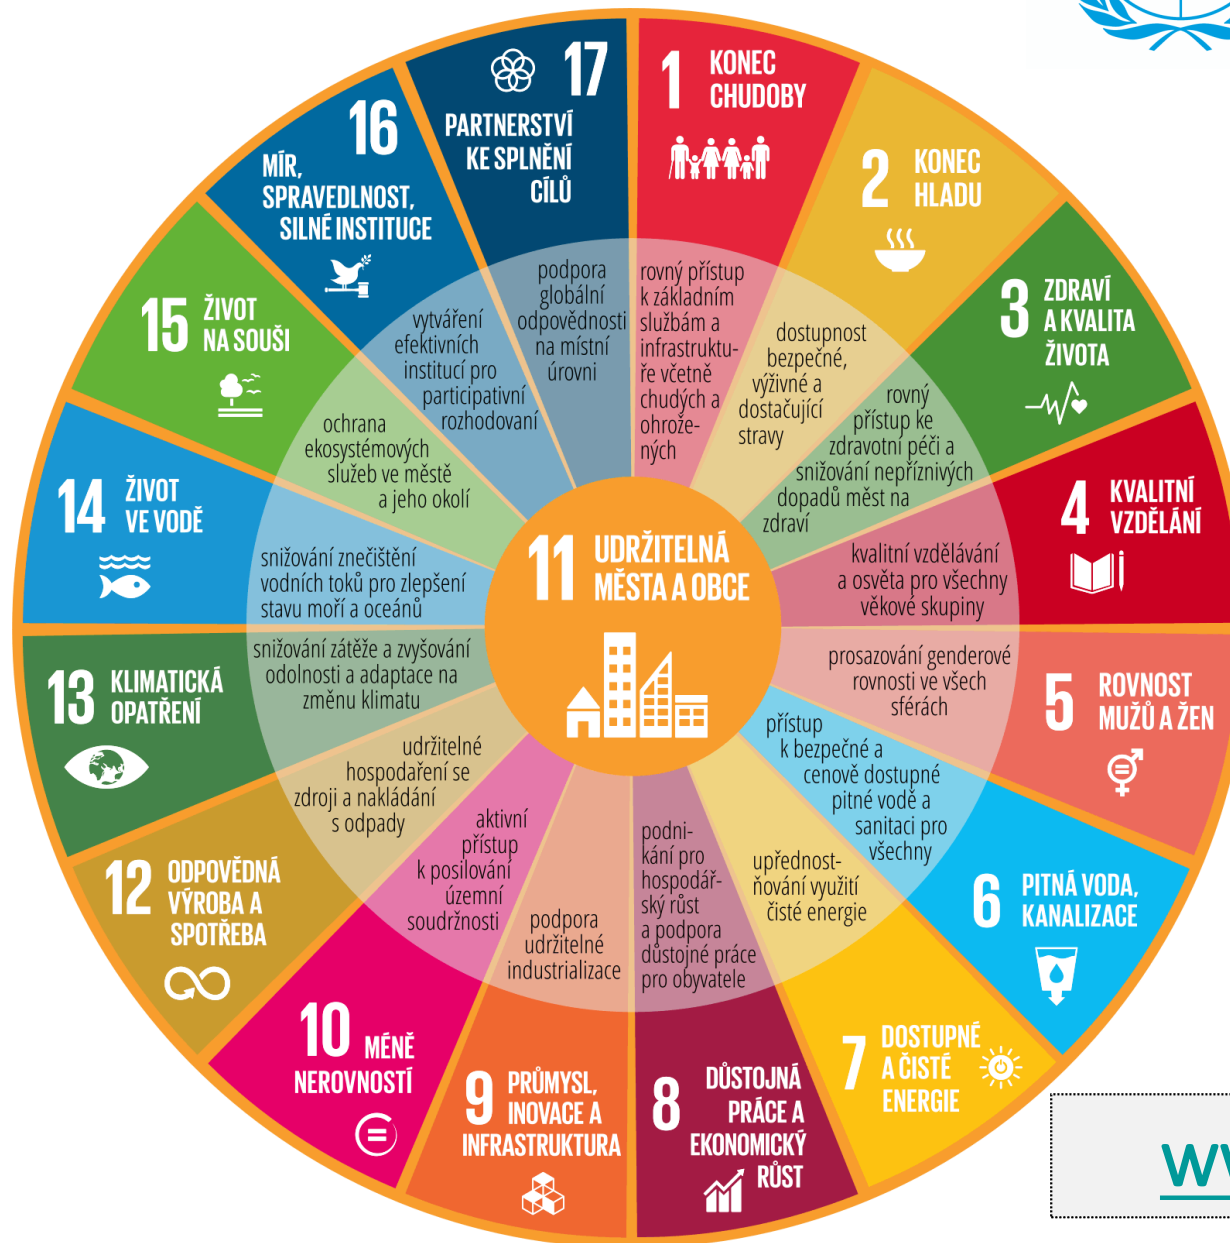 1 KONEC
CHUDOBY
rovný přístup
k základním
službám a
infrastruktu-
ře včetně
chudých a
ohrože-
ných
2 KONEC
HLADU
dostupnost
bezpečné,
výživné a
dostačující
stravy
3 ZDRAVÍ
A KVALITA
ŽIVOTA
rovný
přístup ke
zdravotní péči a
snižování nepříznivých
dopadů měst na
zdraví
4 KVALITNÍ
VZDĚLÁNÍ
kvalitní vzdělávání
a osvěta pro všechny
věkové skupiny
5 ROVNOST
MUŽŮ A ŽEN
prosazování genderové
rovnosti ve všech
sférách
6 PITNÁ VODA,
KANALIZACE
přístup
k bezpečné a
cenově dostupné
pitné vodě a
sanitaci pro
všechny
7 DOSTUPNÉ
A ČISTÉ
ENERGIE
upřednost-
ňování využití
čisté energie
8 DŮSTOJNÁ
PRÁCE A
EKONOMICKÝ
RŮST
podni-
kání pro
hospodář-
ský růst
a podpora
důstojné práce
pro obyvatele
9 PRŮMYSL,
INOVACE A
INFRASTRUKTURA
podpora
udržitelné
industrializace
10 MÉNĚ
NEROVNOSTÍ
aktivní
přístup
k posilování
územní
soudržnosti
11 UDRŽITELNÁ
MĚSTA A OBCE
12 ODPOVĚDNÁ
VÝROBA A
SPOTŘEBA
udržitelné
hospodaření se
zdroji a nakládání
s odpady
13 KLIMATICKÁ
OPATŘENÍ
snižování zátěže a zvyšování
odolnosti a adaptace na
změnu klimatu
14 ŽIVOT
VE VODĚ
snižování znečištění
vodních toků pro zlepšení
stavu moří a oceánů
15 ŽIVOT
NA SOUŠI
ochrana
ekosystémových
služeb ve městě
a jeho okolí
16
MÍR,
SPRAVEDLNOST,
SILNÉ INSTITUCE
vytváření
efektivních
institucí pro
participativní
rozhodovaní
17
PARTNERSTVÍ
KE SPLNĚNÍ
CÍLŮ
podpora
globální
odpovědnosti
na místní
úrovni